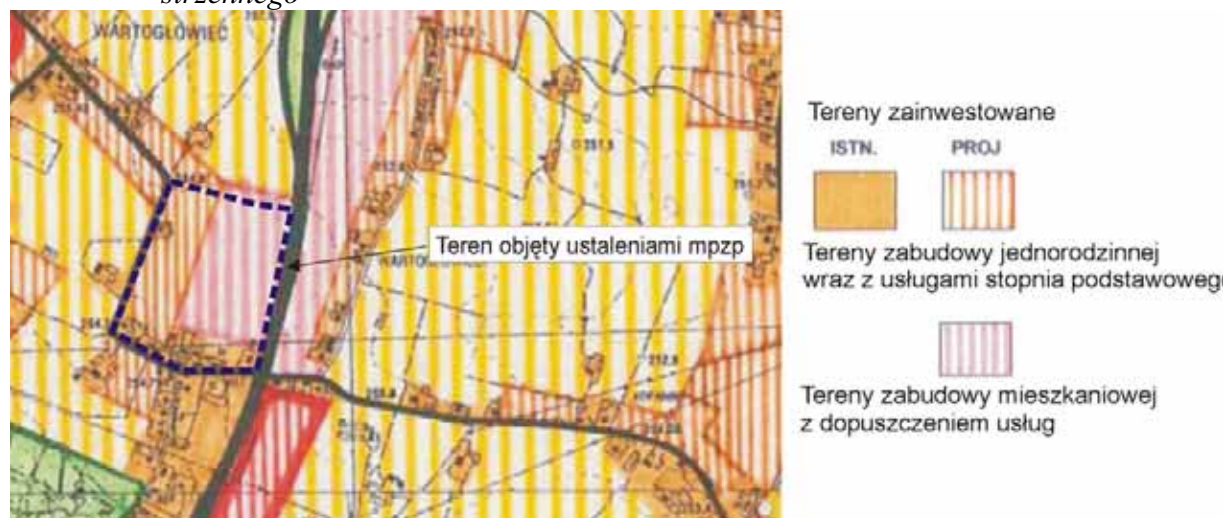 strzennego
WARTOGŁOWIEC
Teren objęty ustaleniami mpzp
Tereny zainwestowane
ISTN. PROJ
Tereny zabudowy jednorodzinnej
wraz z usługami stopnia podstawowego
Tereny zabudowy mieszkaniowej
z dopuszczeniem usług